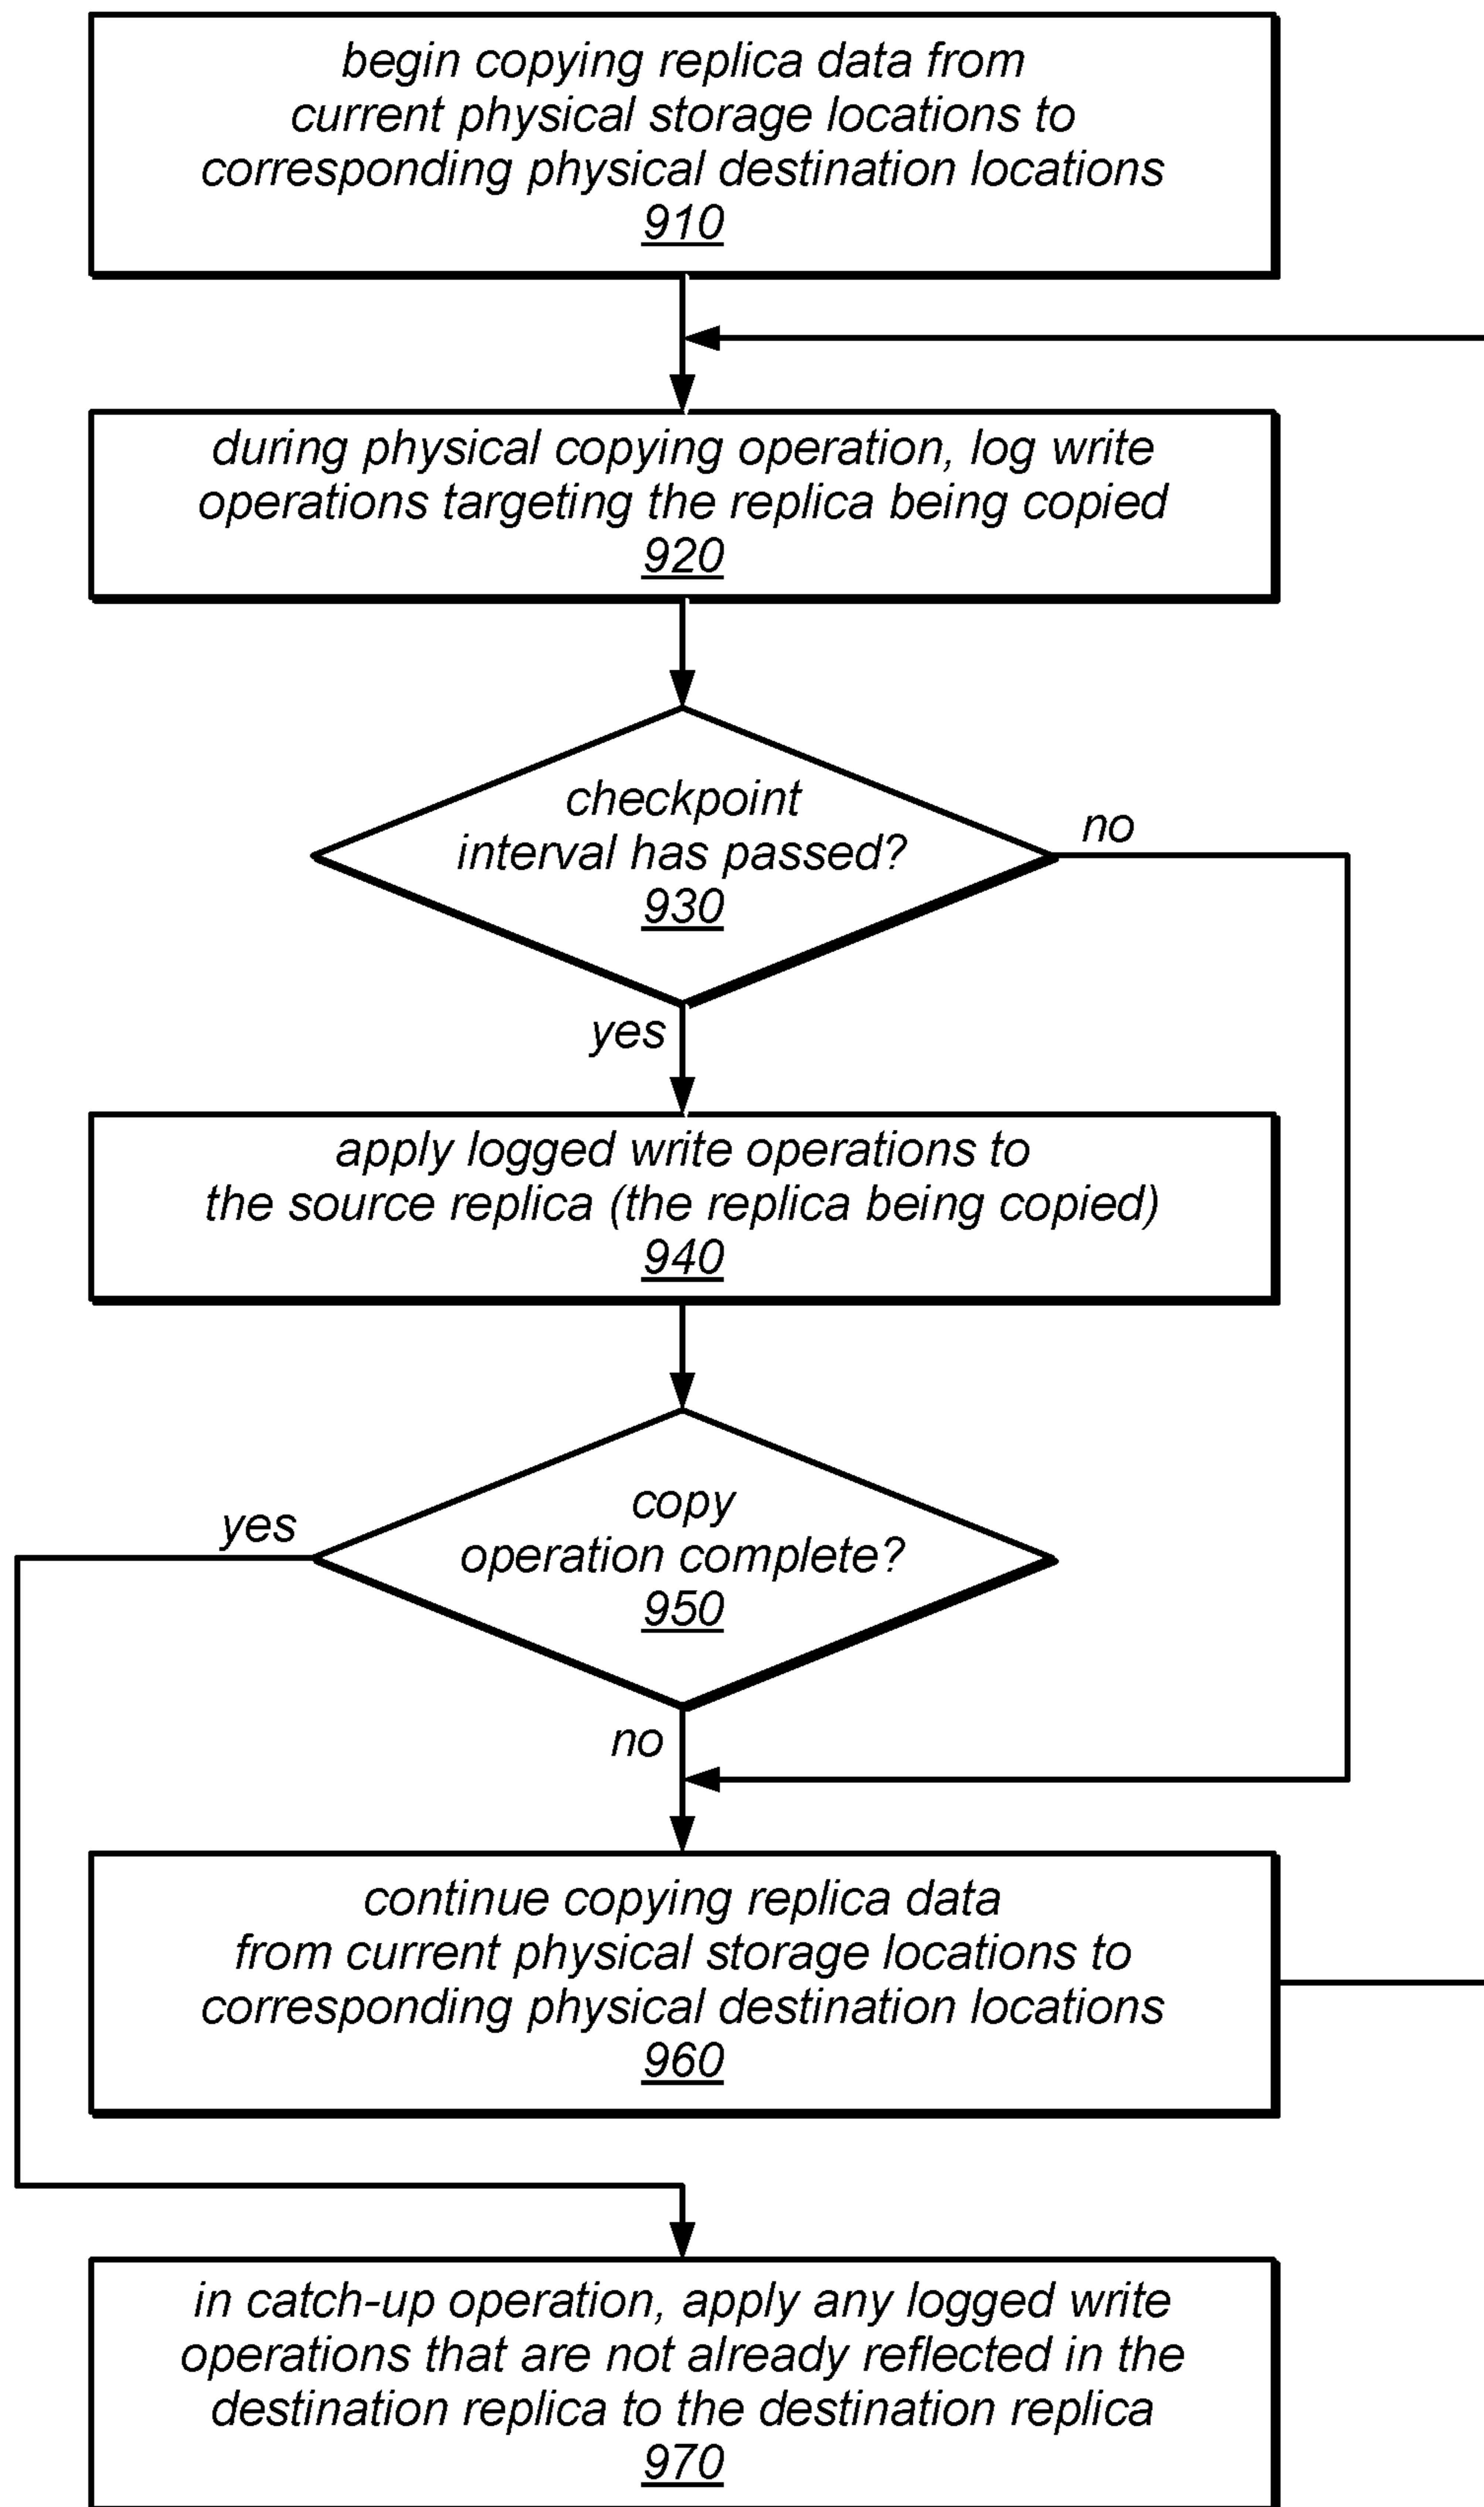 begin copying replica data from
current physical storage locations to
corresponding physical destination locations
910
during physical copying operation, log write
operations targeting the replica being copied
920
checkpoint
interval has passed?
930
no
yes
apply logged write operations to
the source replica (the replica being copied)
940
copy
operation complete?
950
yes
no
continue copying replica data
from current physical storage locations to
corresponding physical destination locations
960
in catch-up operation, apply any logged write
operations that are not already reflected in the
destination replica to the destination replica
970